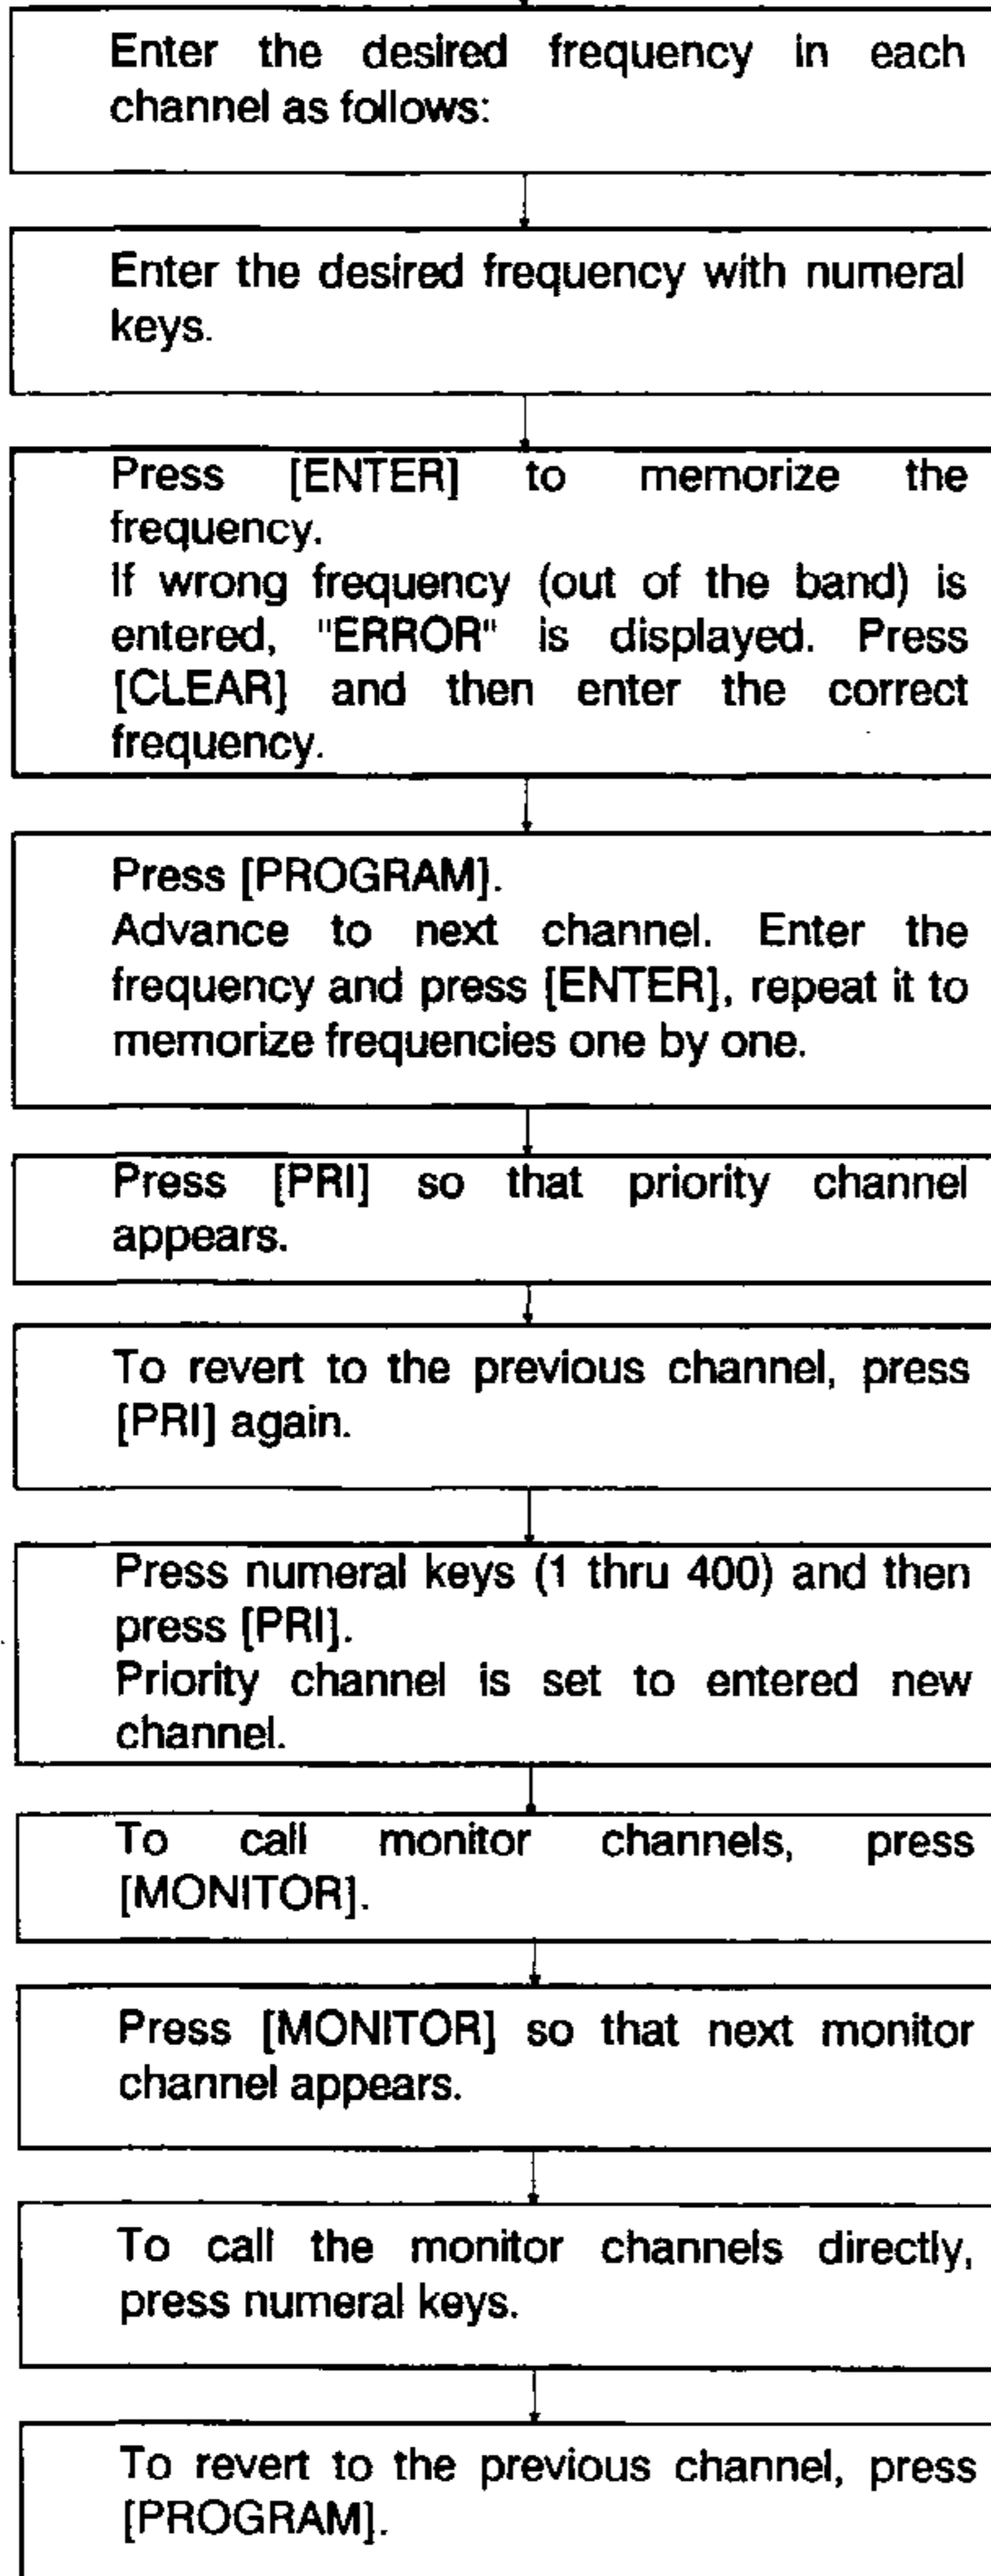 Enter the desired frequency in each
channel as follows:
Enter the desired frequency with numeral
keys.
Press [ENTER] to memorize the
frequency.
If wrong frequency (out of the band) is
entered, "ERROR" is displayed. Press
[CLEAR] and then enter the correct
frequency.
Press [PROGRAM].
Advance to next channel. Enter the
frequency and press [ENTER], repeat it to
memorize frequencies one by one.
Press [PRI] so that priority channel
appears.
To revert to the previous channel, press
[PRI] again.
Press numeral keys (1 thru 400) and then
press [PRI].
Priority channel is set to entered new
channel.
To call monitor channels, press
[MONITOR].
Press [MONITOR] so that next monitor
channel appears.
To call the monitor channels directly,
press numeral keys.
To revert to the previous channel, press
[PROGRAM].